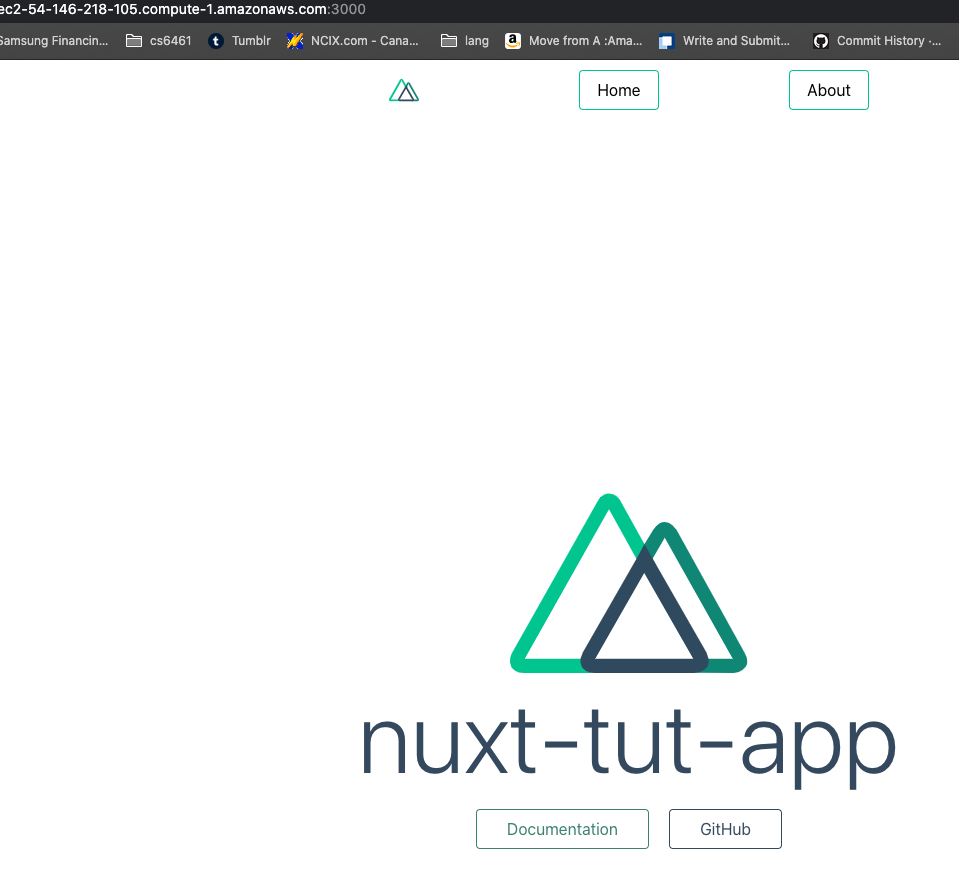 ec2-54-146-218-105.compute-1.amazonaws.com:3000
Samsung Financin... cs6461 Tumblr NCIX.com - Cana... lang Move from A :Ama... Write and Submit... Commit History ·...
Home About
nuxt-tut-app
Documentation GitHub